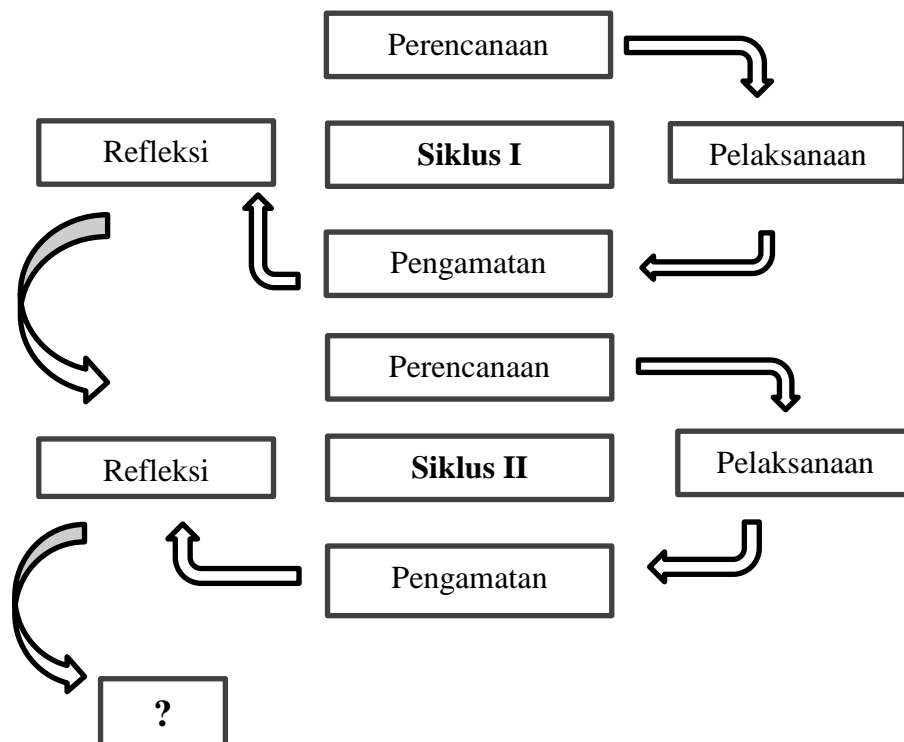 Perencanaan
Refleksi
Siklus I
Pelaksanaan
Pengamatan
Perencanaan
Refleksi
Siklus II
Pelaksanaan
Pengamatan
?